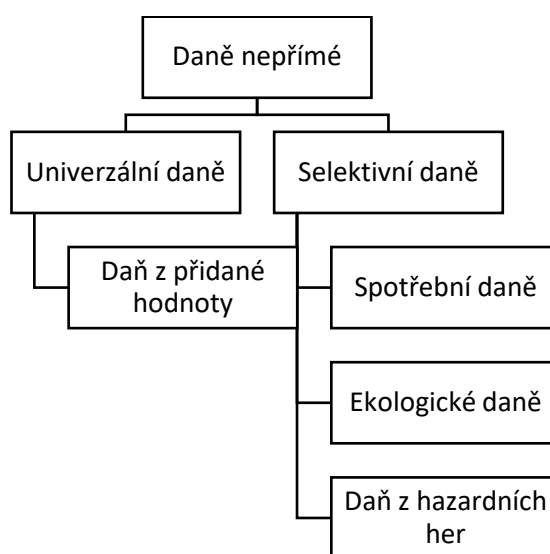 Daně nepřímé
Univerzální daně
Selektivní daně
Daň z přidané
hodnoty
Spotřební daně
Ekologické daně
Daň z hazardních
her